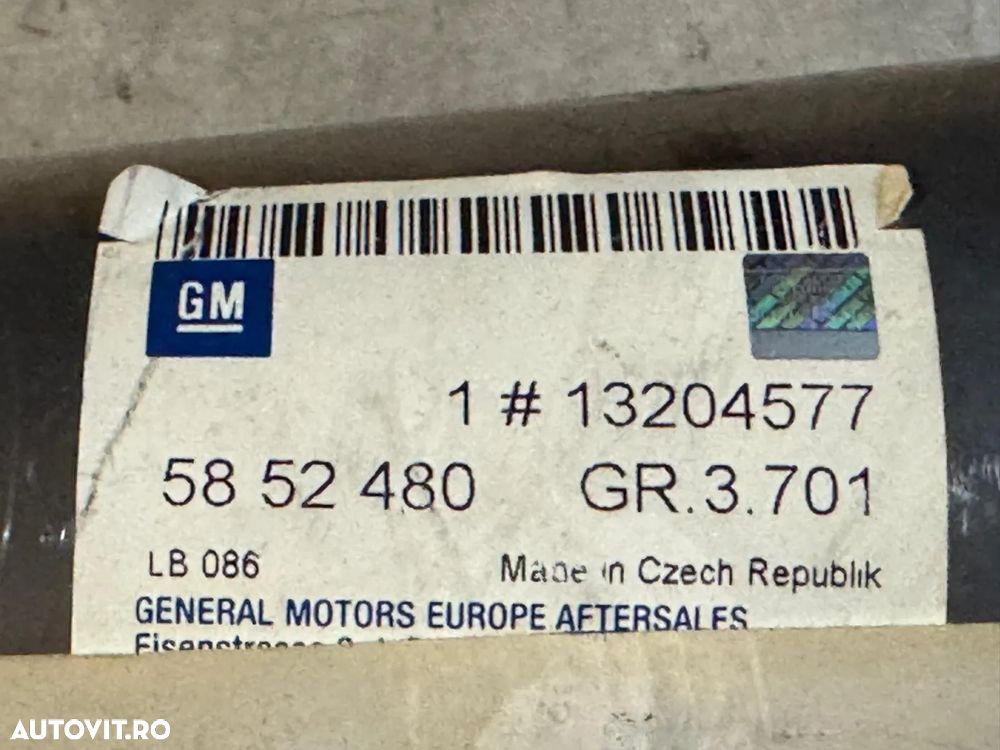 GM
1 # 13204577
58 52 480 GR.3.701
LB 086 Made in Czech Republik
GENERAL MOTORS EUROPE AFTERSALES
AUTOVIT.RO